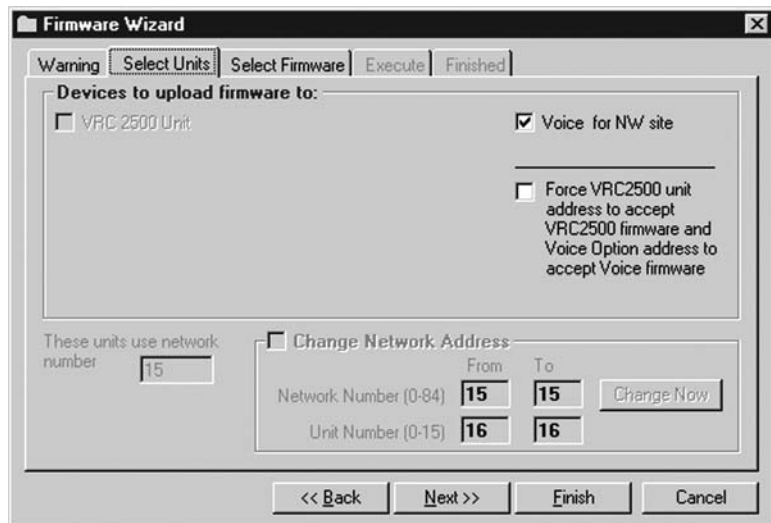 Firmware Wizard
Warning Select Units Select Firmware Execute Finished
Devices to upload firmware to:
VRC 2500 Unit
Voice for NW site
Force VRC2500 unit
address to accept
VRC2500 firmware and
Voice Option address to
accept Voice firmware
These units use network
number 15
Change Network Address
From To
Network Number (0-84) 15 15 Change Now
Unit Number (0-15) 16 16
<< Back Next >> Finish Cancel